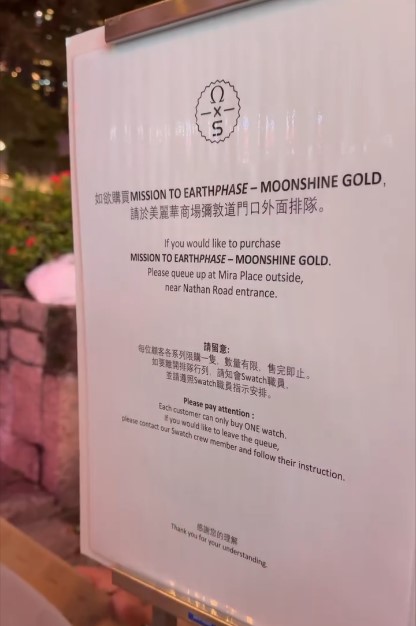 Ω
x
S
如欲購買MISSION TO EARTHPHASE – MOONSHINE GOLD,
請於美麗華商場彌敦道門口外面排隊。
If you would like to purchase
MISSION TO EARTHPHASE – MOONSHINE GOLD.
Please queue up at Mira Place outside,
near Nathan Road entrance.
請留意:
每位顧客各系列限購一隻, 數量有限, 售完即止。
如要離開排隊行列, 請知會Swatch職員,
並請遵照Swatch職員指示安排。
Please pay attention :
Each customer can only buy ONE watch.
If you would like to leave the queue,
please contact our Swatch crew member and follow their instruction.
感謝您的理解
Thank you for your understanding.